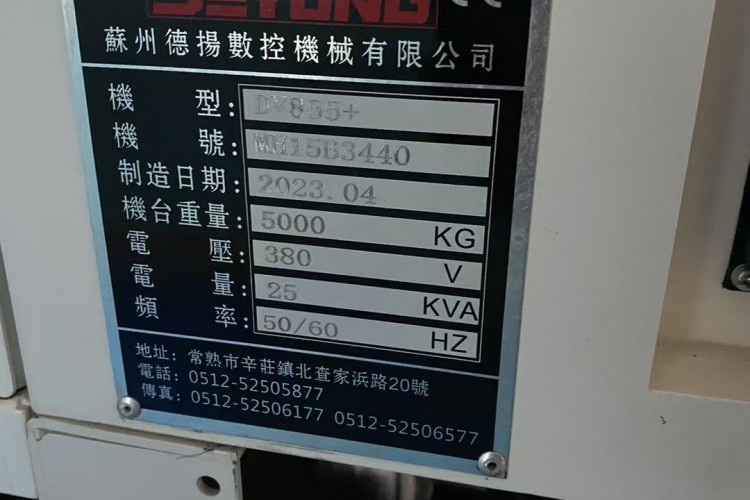 蘇州德揚數控機械有限公司
機 型: DY855+
機 號: MH15B3440
制造日期: 2023.04
機台重量: 5000 KG
電 壓: 380 V
電 量: 25 KVA
頻 率: 50/60 HZ
地址: 常熟市辛莊鎮北查家浜路20號
電話: 0512-52505877
傳真: 0512-52506177 0512-52506577